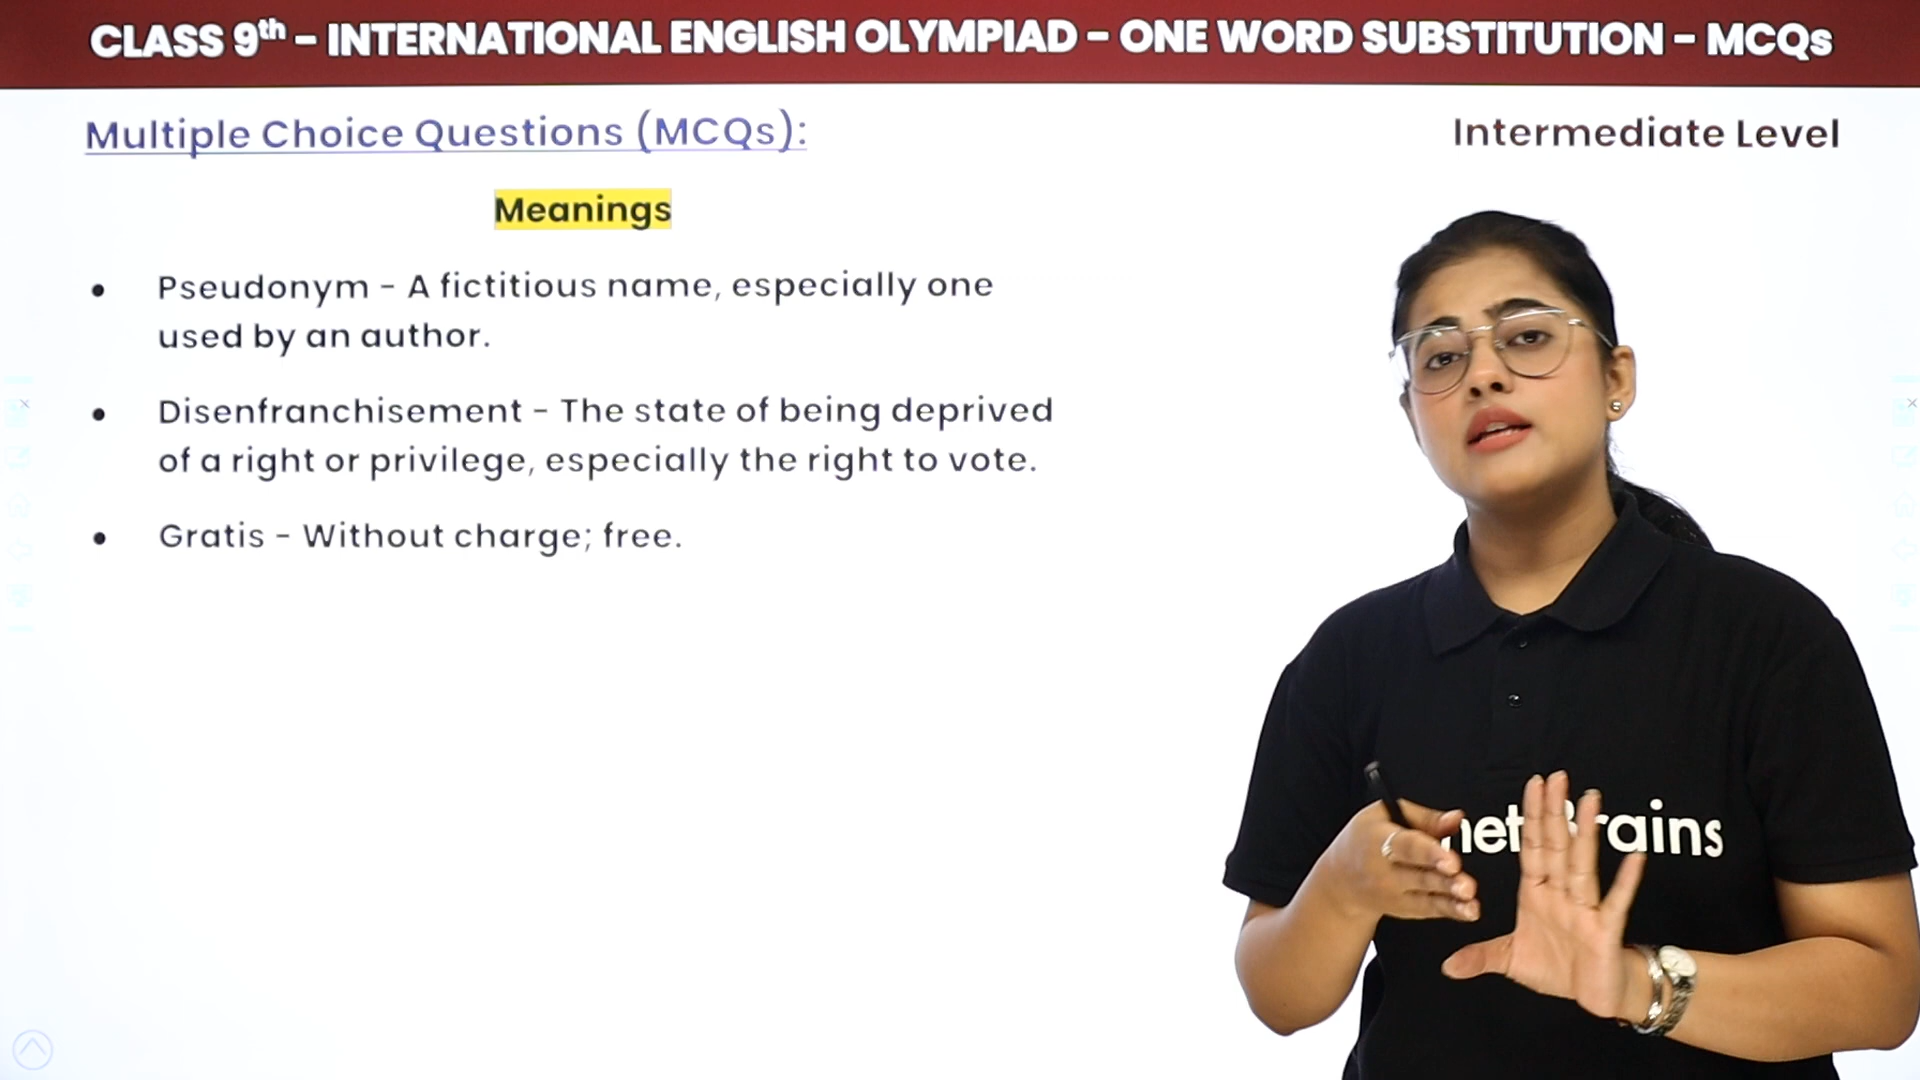 CLASS 9th - INTERNATIONAL ENGLISH OLYMPIAD - ONE WORD SUBSTITUTION - MCQs
Multiple Choice Questions (MCQs):
Intermediate Level
Meanings
• Pseudonym - A fictitious name, especially one
used by an author.
• Disenfranchisement - The state of being deprived
of a right or privilege, especially the right to vote.
• Gratis - Without charge; free.